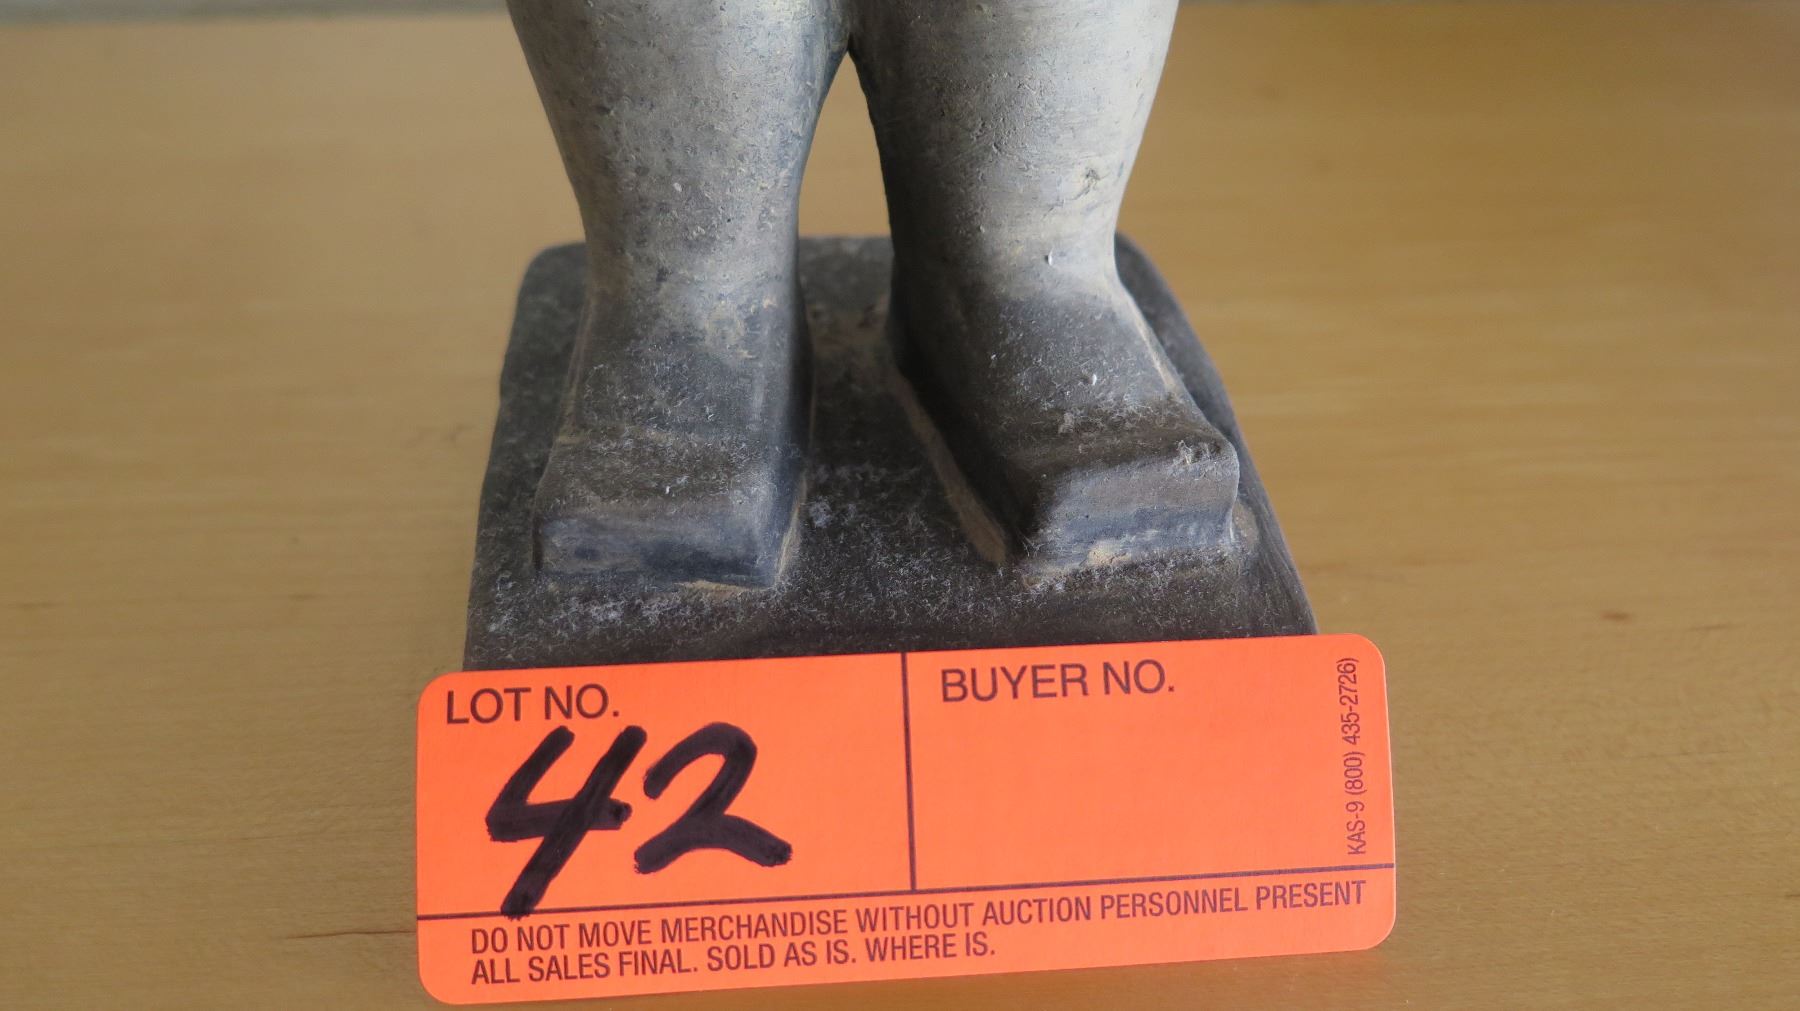 LOT NO.
42
BUYER NO.
KAS-9 (800) 435-2726)
DO NOT MOVE MERCHANDISE WITHOUT AUCTION PERSONNEL PRESENT
ALL SALES FINAL. SOLD AS IS. WHERE IS.